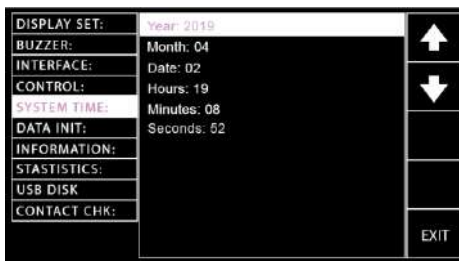 DISPLAY SET:
BUZZER:
INTERFACE:
CONTROL:
SYSTEM TIME:
DATA INIT:
INFORMATION:
STASTISTICS:
USB DISK
CONTACT CHK:
Year: 2019
Month: 04
Date: 02
Hours: 19
Minutes: 08
Seconds: 52
EXIT